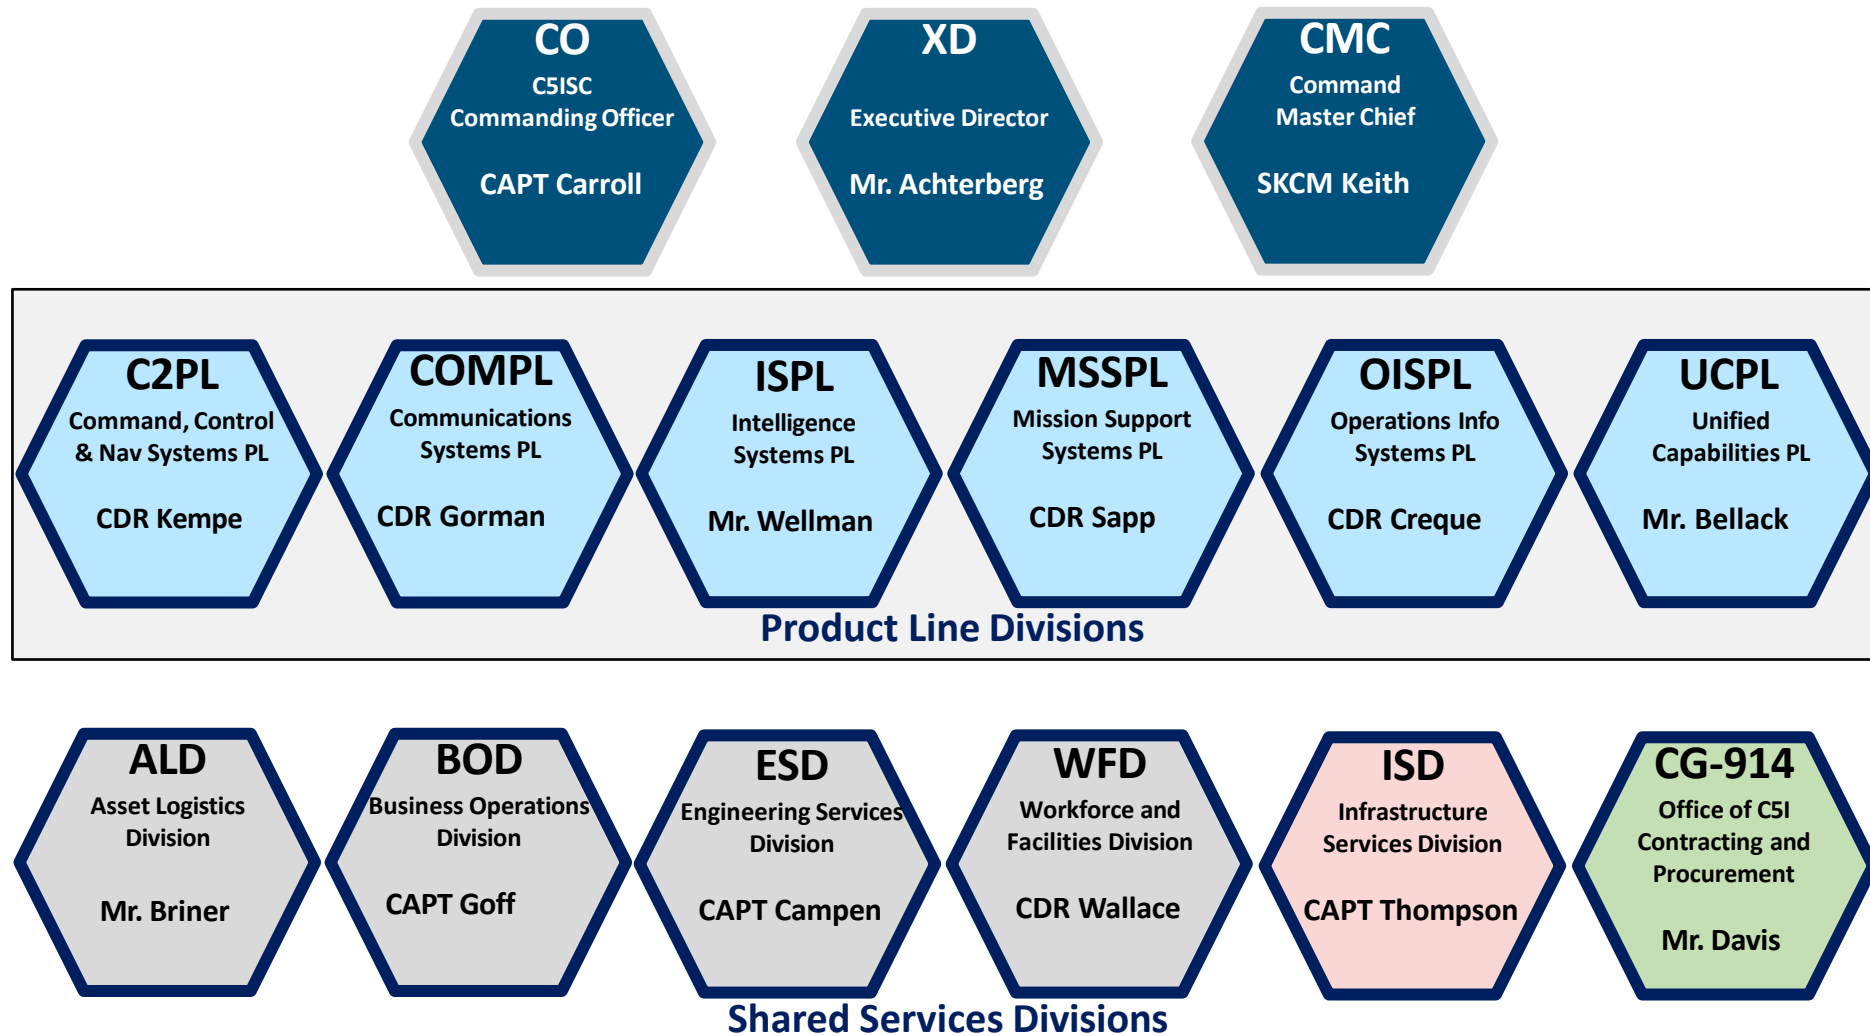 CO
C5ISC
Commanding Officer
CAPT Carroll
XD
Executive Director
Mr. Achterberg
CMC
Command
Master Chief
SKCM Keith
C2PL
Command, Control
& Nav Systems PL
CDR Kempe
COMPL
Communications
Systems PL
CDR Gorman
ISPL
Intelligence
Systems PL
Mr. Wellman
MSSPL
Mission Support
Systems PL
CDR Sapp
OISPL
Operations Info
Systems PL
CDR Creque
UCPL
Unified
Capabilities PL
Mr. Bellack
Product Line Divisions
ALD
Asset Logistics
Division
Mr. Briner
BOD
Business Operations
Division
CAPT Goff
ESD
Engineering Services
Division
CAPT Campen
WFD
Workforce and
Facilities Division
CDR Wallace
ISD
Infrastructure
Services Division
CAPT Thompson
CG-914
Office of C5I
Contracting and
Procurement
Mr. Davis
Shared Services Divisions